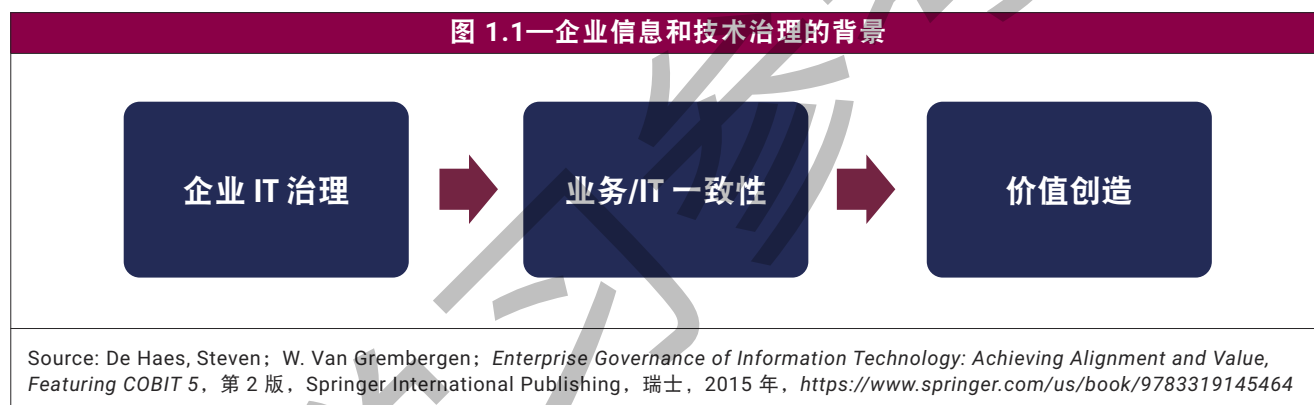 图 1.1—企业信息和技术治理的背景
企业 IT 治理
业务/IT 一致性
价值创造
Source: De Haes, Steven；W. Van Grembergen；Enterprise Governance of Information Technology: Achieving Alignment and Value,
Featuring COBIT 5，第 2 版，Springer International Publishing，瑞士，2015 年，https://www.springer.com/us/book/9783319145464